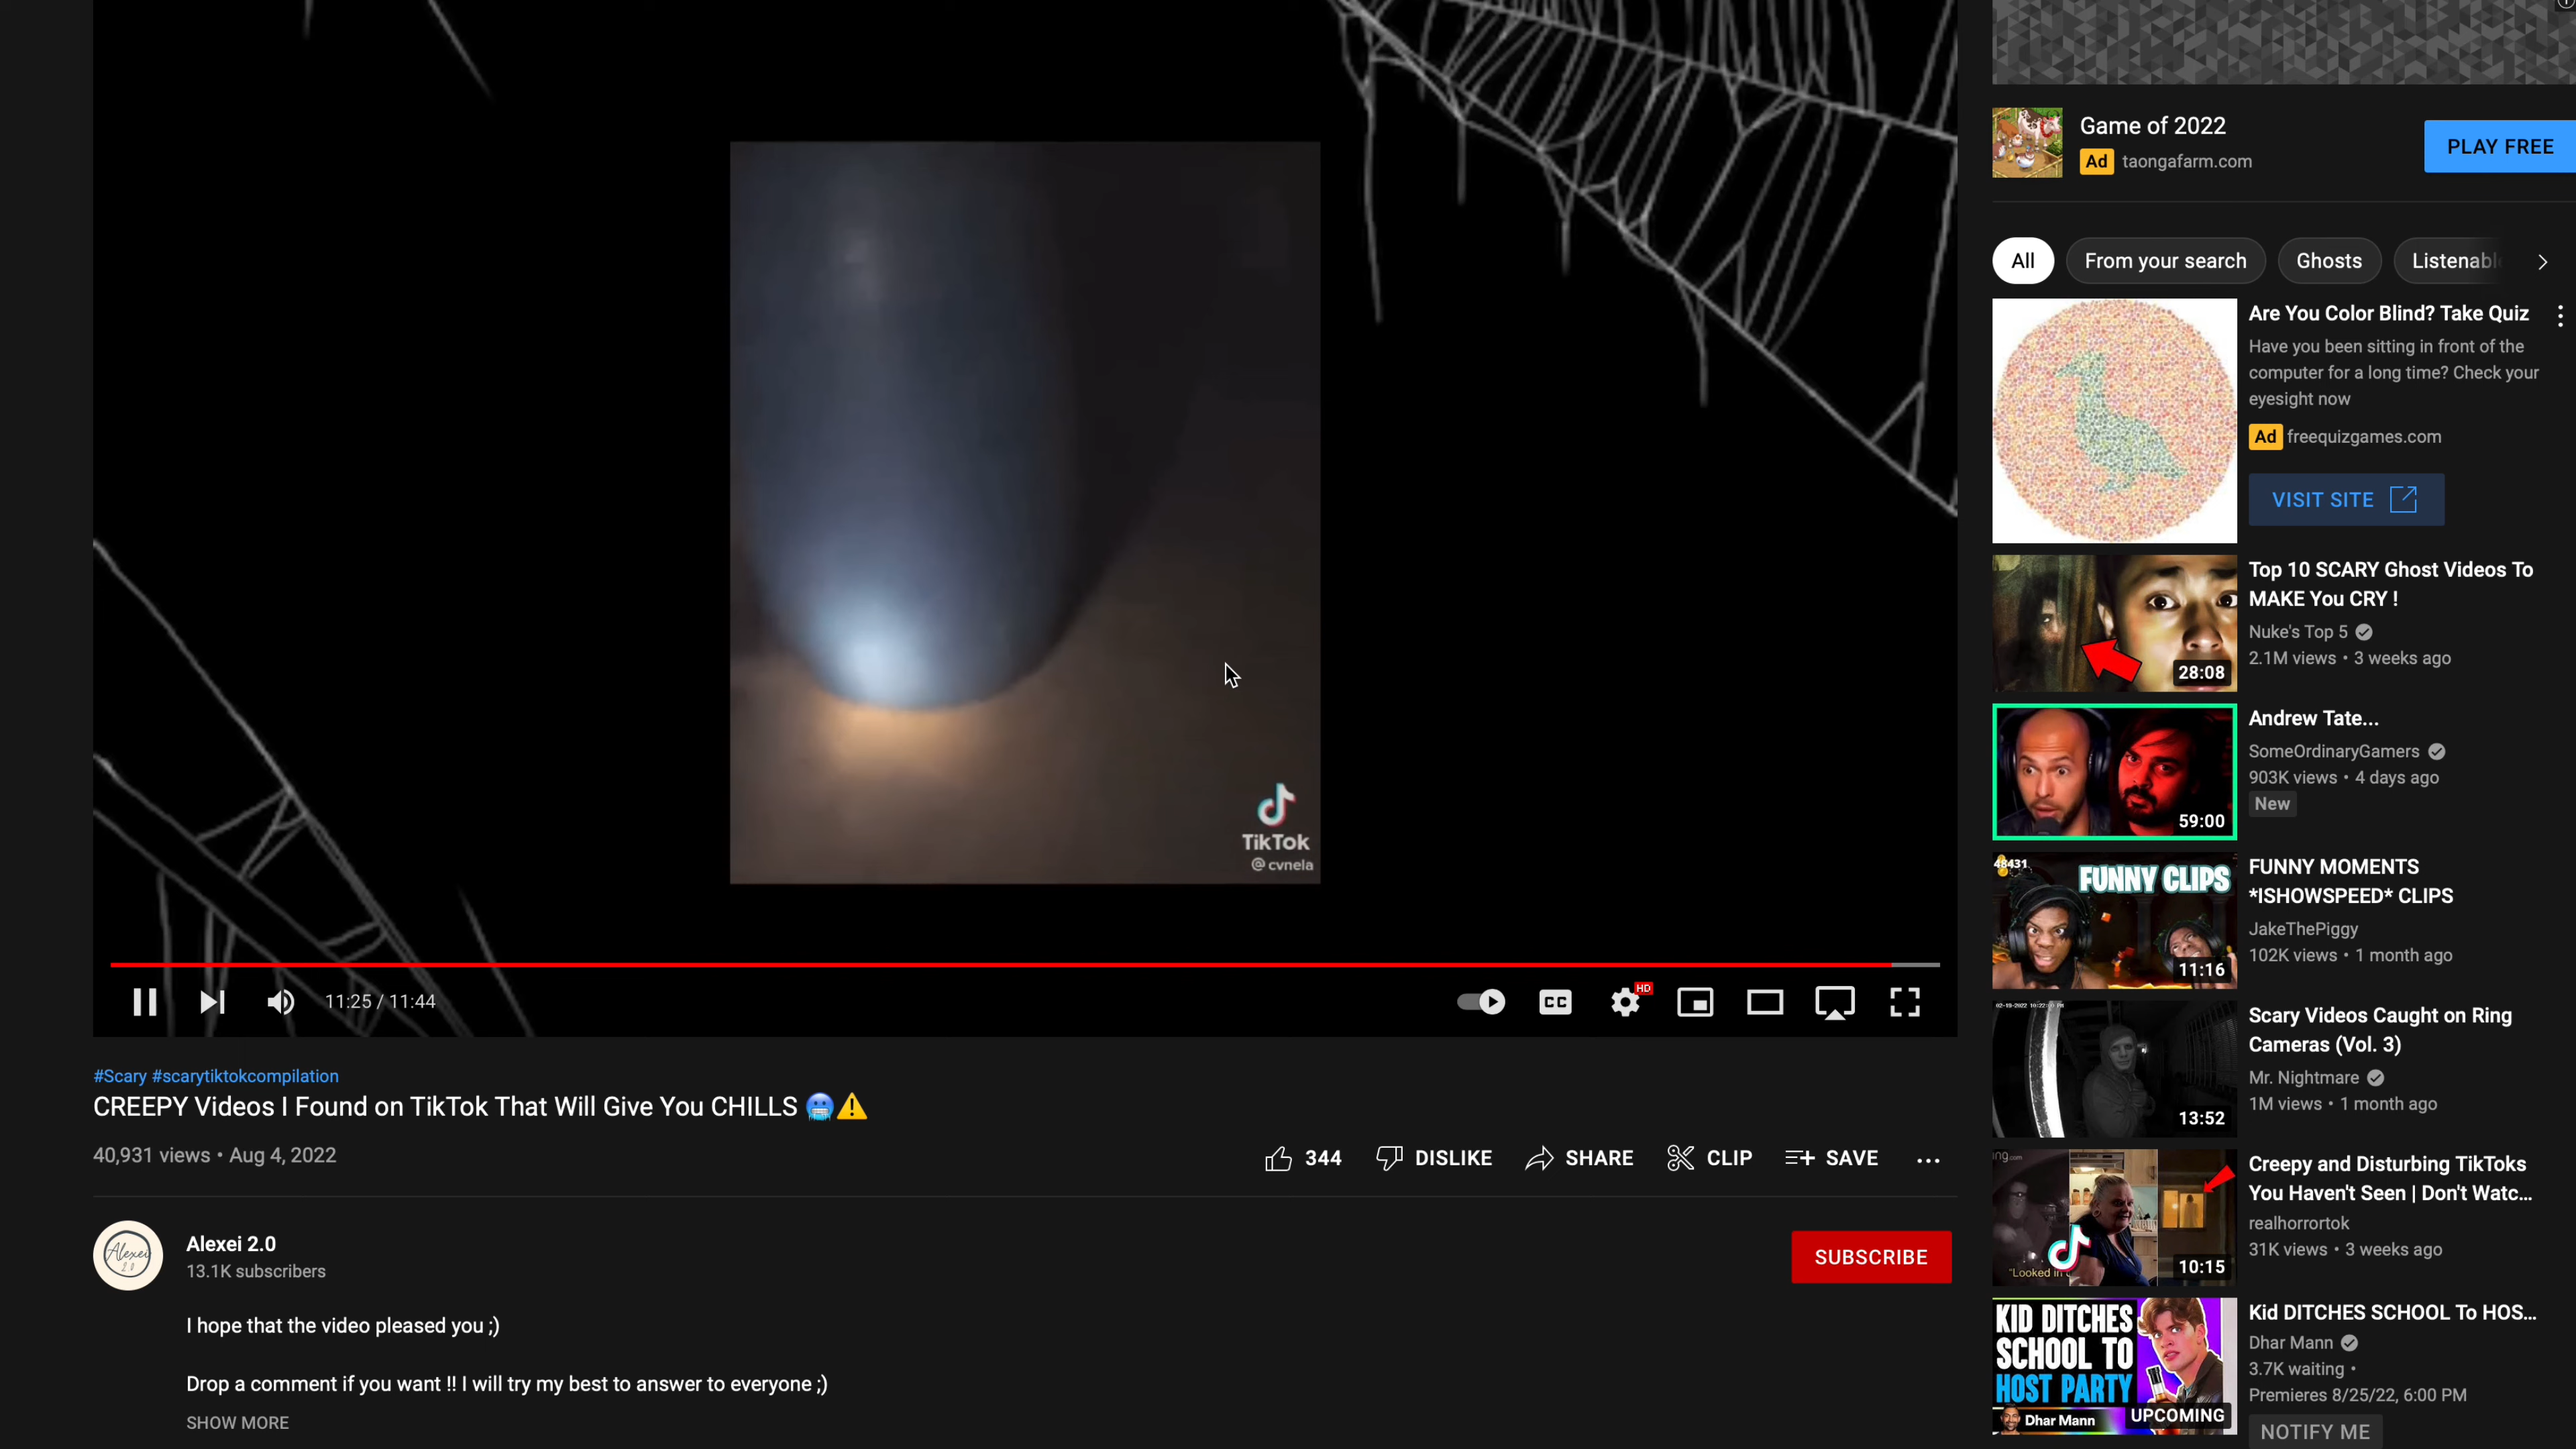 TikTok
@cvnela
11:25 / 11:44
CC
HD
#Scary #scarytiktokcompilation
CREEPY Videos I Found on TikTok That Will Give You CHILLS 🥶⚠️
40,931 views • Aug 4, 2022
344
DISLIKE
SHARE
CLIP
SAVE
Alexei 2.0
Alexei 2.0
13.1K subscribers
SUBSCRIBE
I hope that the video pleased you ;)
Drop a comment if you want !! I will try my best to answer to everyone ;)
SHOW MORE
Game of 2022
Ad taongafarm.com
PLAY FREE
All
From your search
Ghosts
Listenabl
Are You Color Blind? Take Quiz
Have you been sitting in front of the
computer for a long time? Check your
eyesight now
Ad freequizgames.com
VISIT SITE
28:08
Top 10 SCARY Ghost Videos To
MAKE You CRY !
Nuke's Top 5
2.1M views • 3 weeks ago
59:00
Andrew Tate...
SomeOrdinaryGamers
903K views • 4 days ago
New
48431
FUNNY CLIPS
11:16
FUNNY MOMENTS
*ISHOWSPEED* CLIPS
JakeThePiggy
102K views • 1 month ago
13:52
Scary Videos Caught on Ring
Cameras (Vol. 3)
Mr. Nightmare
1M views • 1 month ago
"Looked in
10:15
Creepy and Disturbing TikToks
You Haven't Seen | Don't Watc...
realhorrortok
31K views • 3 weeks ago
KID DITCHES
SCHOOL TO
HOST PARTY
Dhar Mann
UPCOMING
Kid DITCHES SCHOOL To HOS...
Dhar Mann
3.7K waiting •
Premieres 8/25/22, 6:00 PM
NOTIFY ME